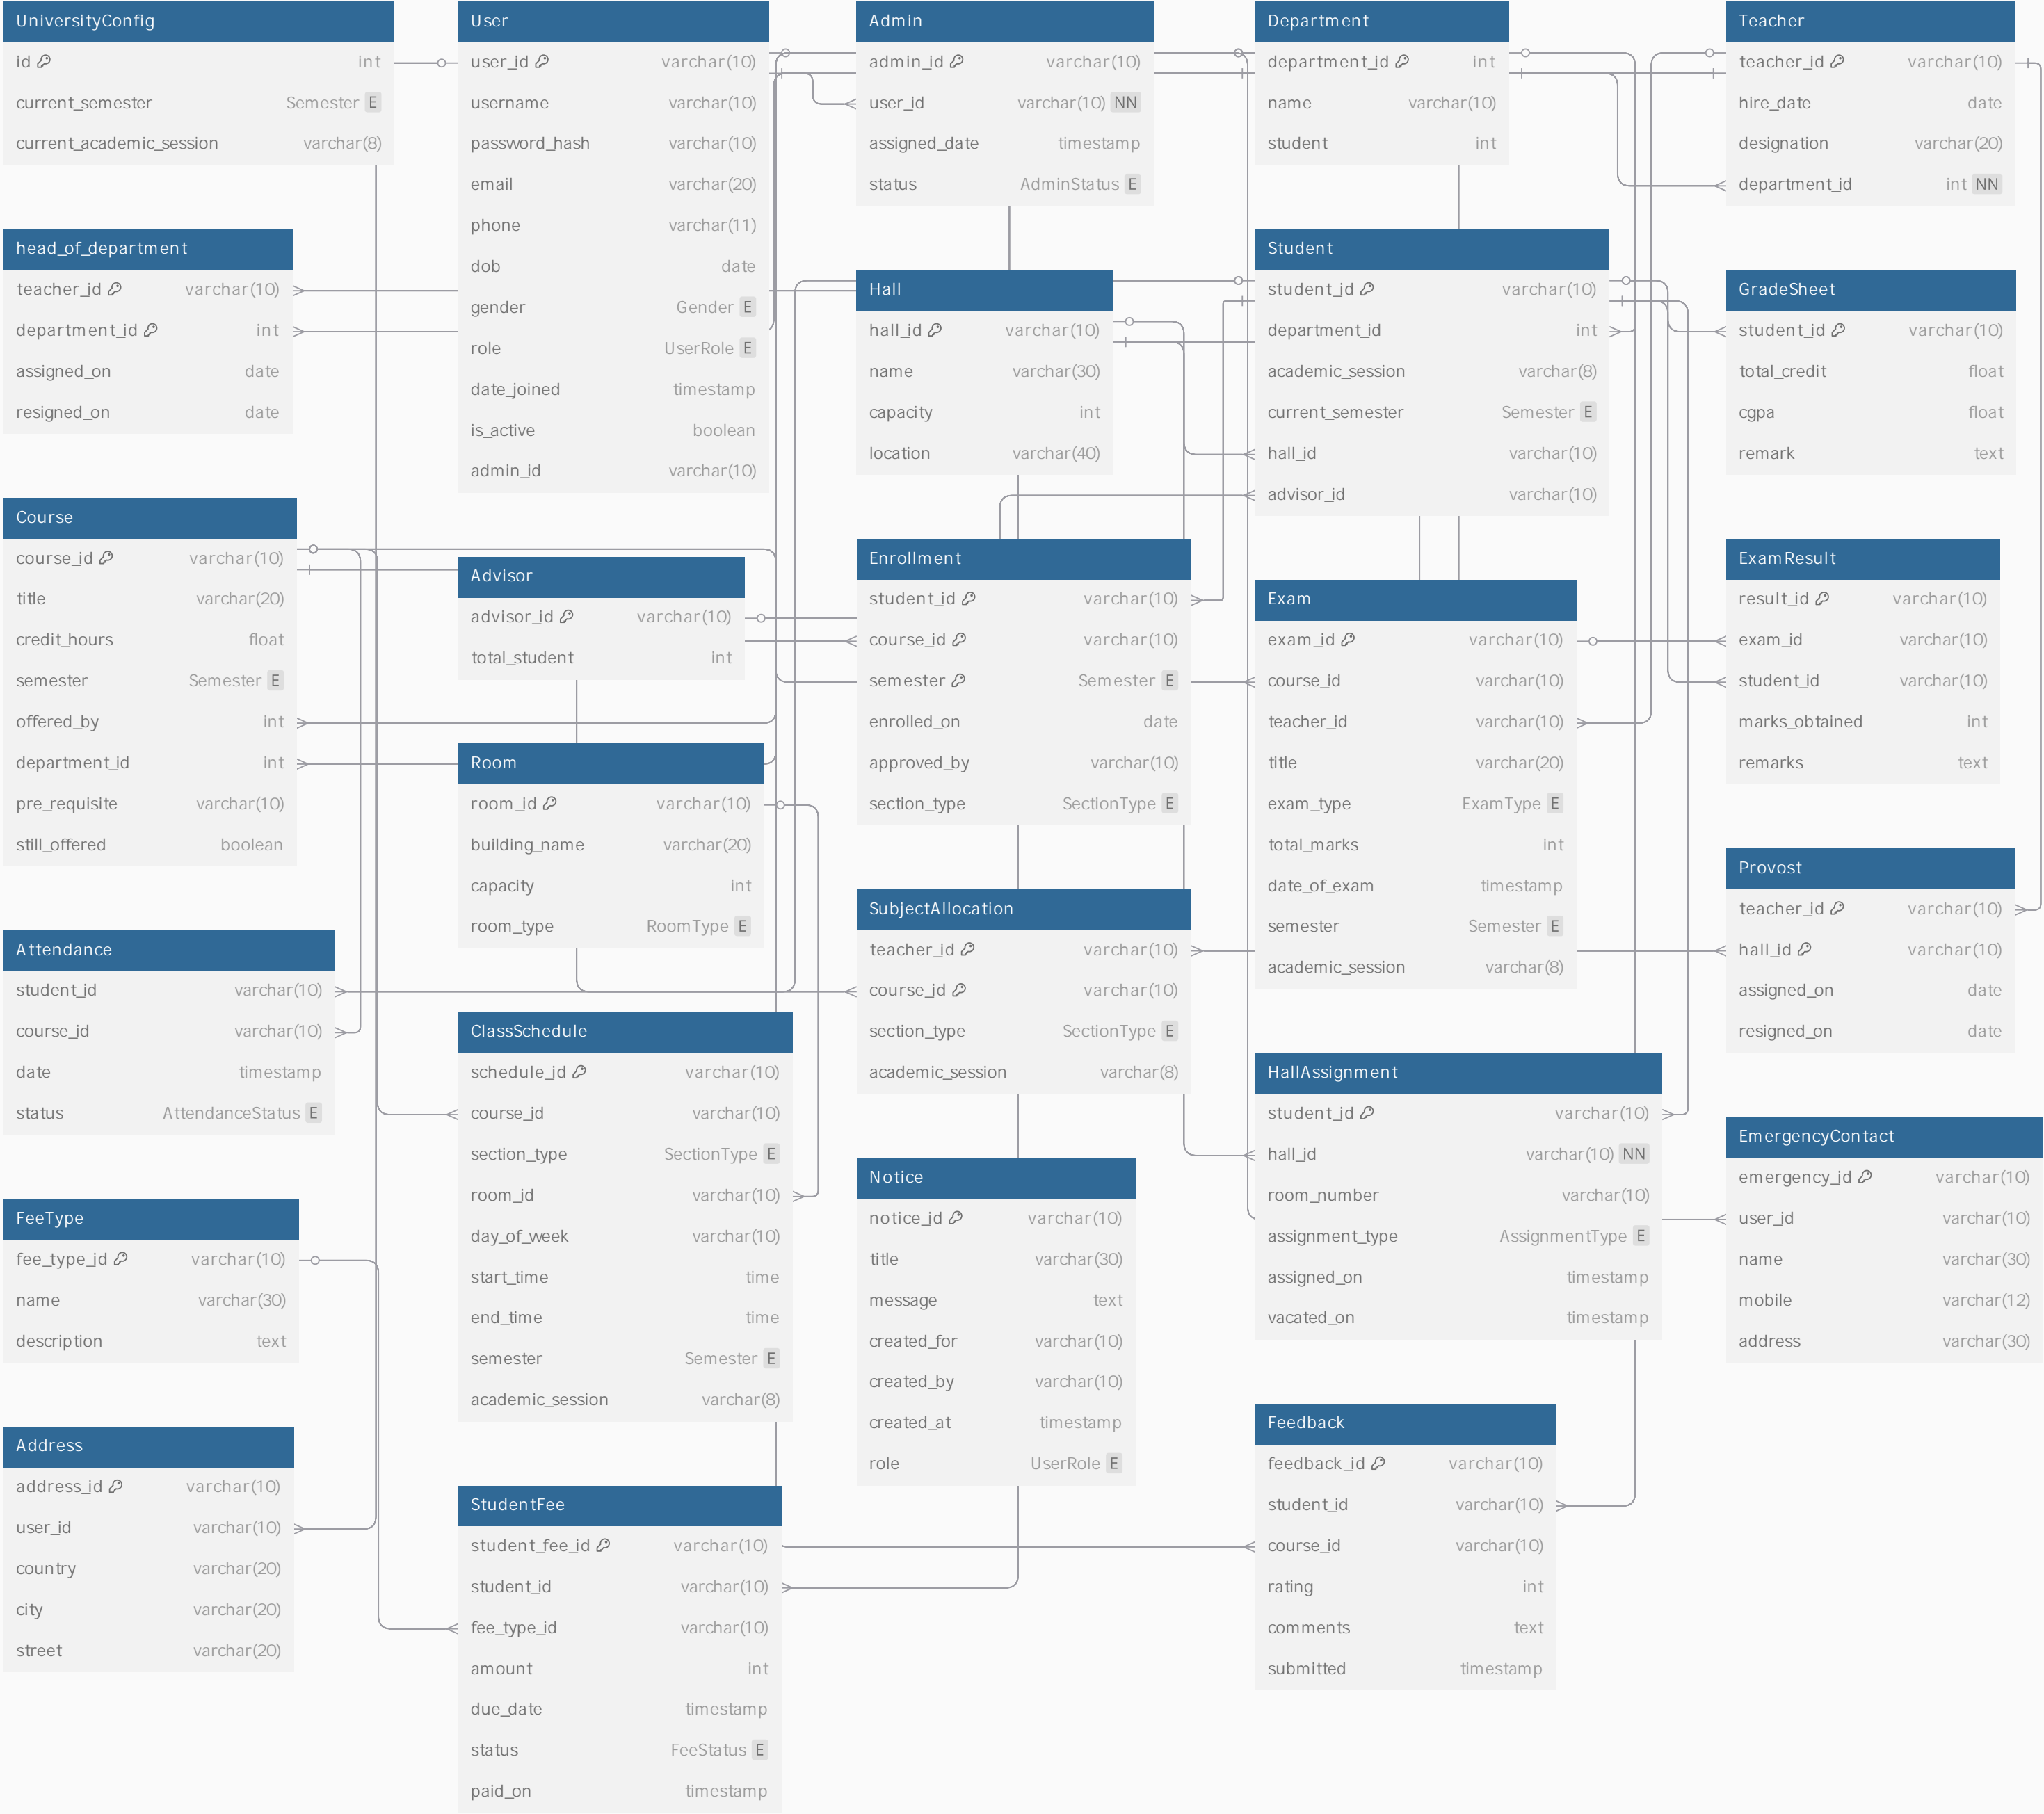 UniversityConfig
id int
current_semester Semester E
current_academic_session varchar(8)
head_of_department
teacher_id varchar(10)
department_id int
assigned_on date
resigned_on date
Course
course_id varchar(10)
title varchar(20)
credit_hours float
semester Semester E
offered_by int
department_id int
pre_requisite varchar(10)
still_offered boolean
Attendance
student_id varchar(10)
course_id varchar(10)
date timestamp
status AttendanceStatus E
FeeType
fee_type_id varchar(10)
name varchar(30)
description text
Address
address_id varchar(10)
user_id varchar(10)
country varchar(20)
city varchar(20)
street varchar(20)
User
user_id varchar(10)
username varchar(10)
password_hash varchar(10)
email varchar(20)
phone varchar(11)
dob date
gender Gender E
role UserRole E
date_joined timestamp
is_active boolean
admin_id varchar(10)
Advisor
advisor_id varchar(10)
total_student int
Room
room_id varchar(10)
building_name varchar(20)
capacity int
room_type RoomType E
ClassSchedule
schedule_id varchar(10)
course_id varchar(10)
section_type SectionType E
room_id varchar(10)
day_of_week varchar(10)
start_time time
end_time time
semester Semester E
academic_session varchar(8)
StudentFee
student_fee_id varchar(10)
student_id varchar(10)
fee_type_id varchar(10)
amount int
due_date timestamp
status FeeStatus E
paid_on timestamp
Admin
admin_id varchar(10)
user_id varchar(10) NN
assigned_date timestamp
status AdminStatus E
Hall
hall_id varchar(10)
name varchar(30)
capacity int
location varchar(40)
Enrollment
student_id varchar(10)
course_id varchar(10)
semester Semester E
enrolled_on date
approved_by varchar(10)
section_type SectionType E
SubjectAllocation
teacher_id varchar(10)
course_id varchar(10)
section_type SectionType E
academic_session varchar(8)
Notice
notice_id varchar(10)
title varchar(30)
message text
created_for varchar(10)
created_by varchar(10)
created_at timestamp
role UserRole E
Department
department_id int
name varchar(10)
student int
Student
student_id varchar(10)
department_id int
academic_session varchar(8)
current_semester Semester E
hall_id varchar(10)
advisor_id varchar(10)
Exam
exam_id varchar(10)
course_id varchar(10)
teacher_id varchar(10)
title varchar(20)
exam_type ExamType E
total_marks int
date_of_exam timestamp
semester Semester E
academic_session varchar(8)
HallAssignment
student_id varchar(10)
hall_id varchar(10) NN
room_number varchar(10)
assignment_type AssignmentType E
assigned_on timestamp
vacated_on timestamp
Feedback
feedback_id varchar(10)
student_id varchar(10)
course_id varchar(10)
rating int
comments text
submitted timestamp
Teacher
teacher_id varchar(10)
hire_date date
designation varchar(20)
department_id int NN
GradeSheet
student_id varchar(10)
total_credit float
cgpa float
remark text
ExamResult
result_id varchar(10)
exam_id varchar(10)
student_id varchar(10)
marks_obtained int
remarks text
Provost
teacher_id varchar(10)
hall_id varchar(10)
assigned_on date
resigned_on date
EmergencyContact
emergency_id varchar(10)
user_id varchar(10)
name varchar(30)
mobile varchar(12)
address varchar(30)